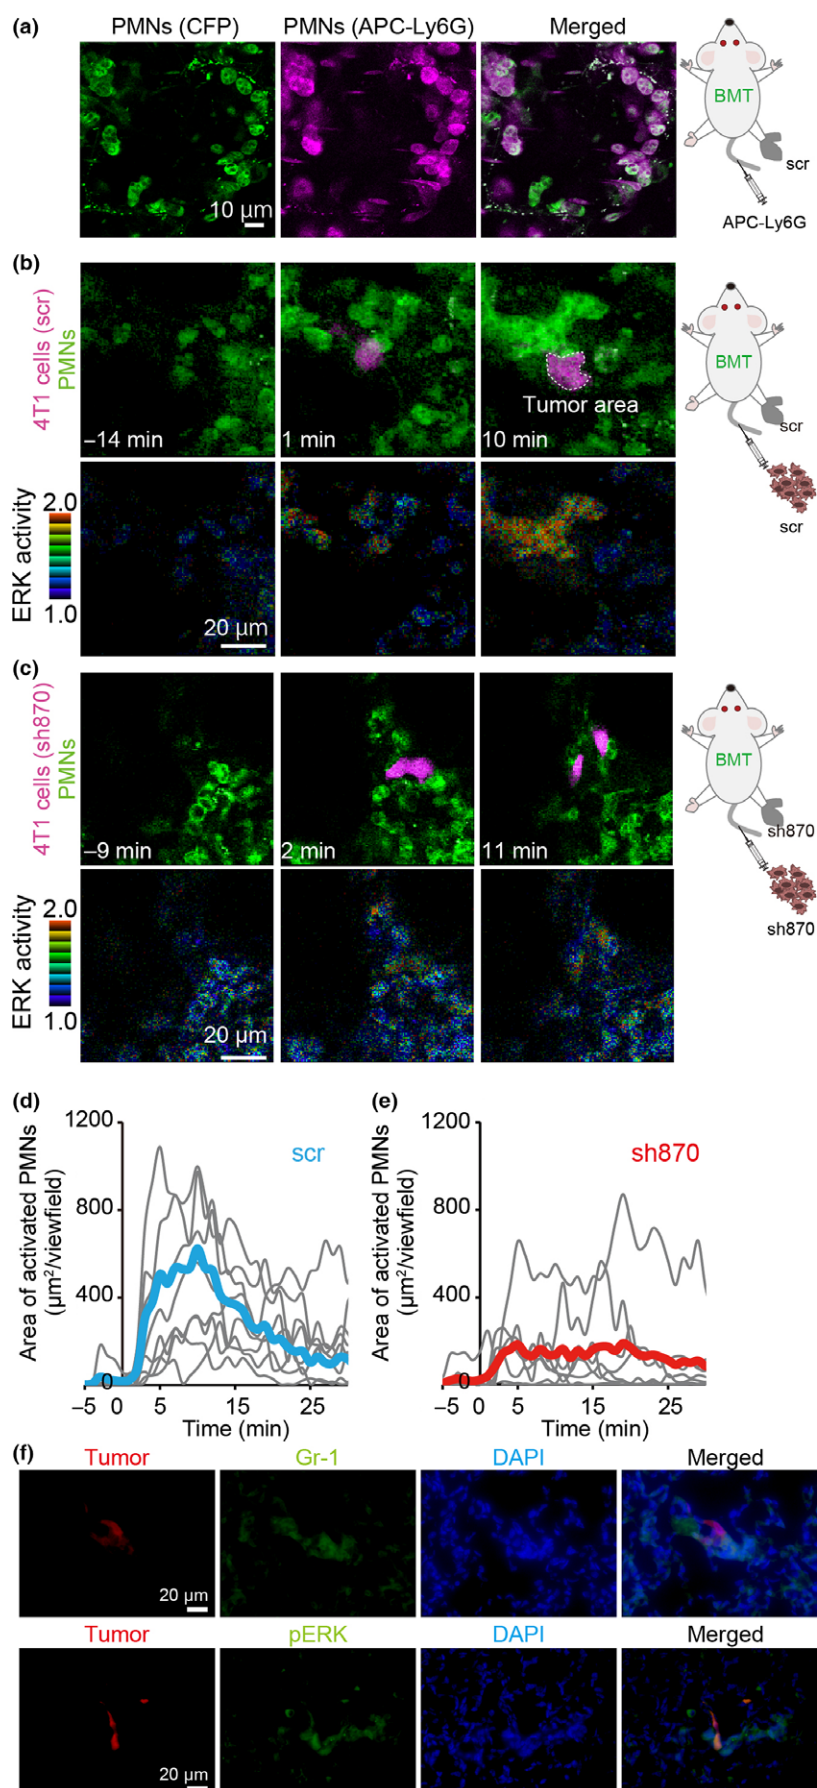 (a)
PMNs (CFP)
PMNs (APC-Ly6G)
Merged
10 µm
BMT
scr
APC-Ly6G
(b)
4T1 cells (scr)
PMNs
–14 min
1 min
10 min
Tumor area
BMT
scr
scr
ERK activity
2.0
1.0
20 µm
(c)
4T1 cells (sh870)
PMNs
–9 min
2 min
11 min
BMT
sh870
sh870
ERK activity
2.0
1.0
20 µm
(d)
Area of activated PMNs
(µm²/viewfield)
1200
800
400
0
scr
–5 0 5 15 25
Time (min)
(e)
Area of activated PMNs
(µm²/viewfield)
1200
800
400
0
sh870
–5 0 5 15 25
Time (min)
(f)
Tumor
Gr-1
DAPI
Merged
20 µm
Tumor
pERK
DAPI
Merged
20 µm